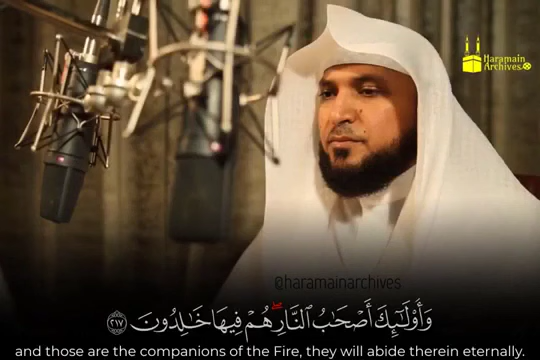 Haramain
Archives
@haramainarchives
وَأُوْلَـٰٓئِكَ أَصْحَـٰبُ ٱلنَّارِۖ هُمْ فِيهَا خَـٰلِدُونَ ٢١٧
and those are the companions of the Fire, they will abide therein eternally.